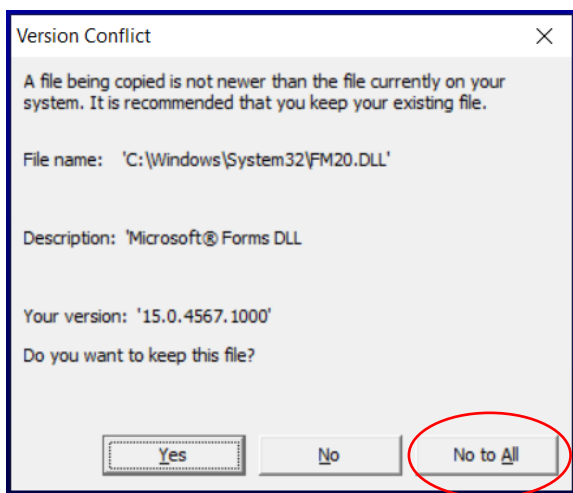 Version Conflict
A file being copied is not newer than the file currently on your
system. It is recommended that you keep your existing file.
File name: 'C:\Windows\System32\FM20.DLL'
Description: 'Microsoft® Forms DLL
Your version: '15.0.4567.1000'
Do you want to keep this file?
Yes No No to All